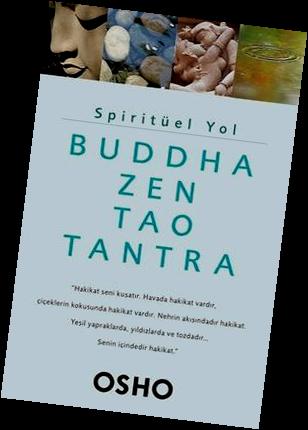 Spiritüel Yol
BUDDHA
ZEN
TAO
TANTRA
"Hakikat seni kuşatır. Havada hakikat vardır,
çiçeklerin kokusunda hakikat vardır. Nehrin akışındadır hakikat.
Yeşil yapraklarda, yıldızlarda ve tozdadır...
Senin içindedir hakikat."
OSHO